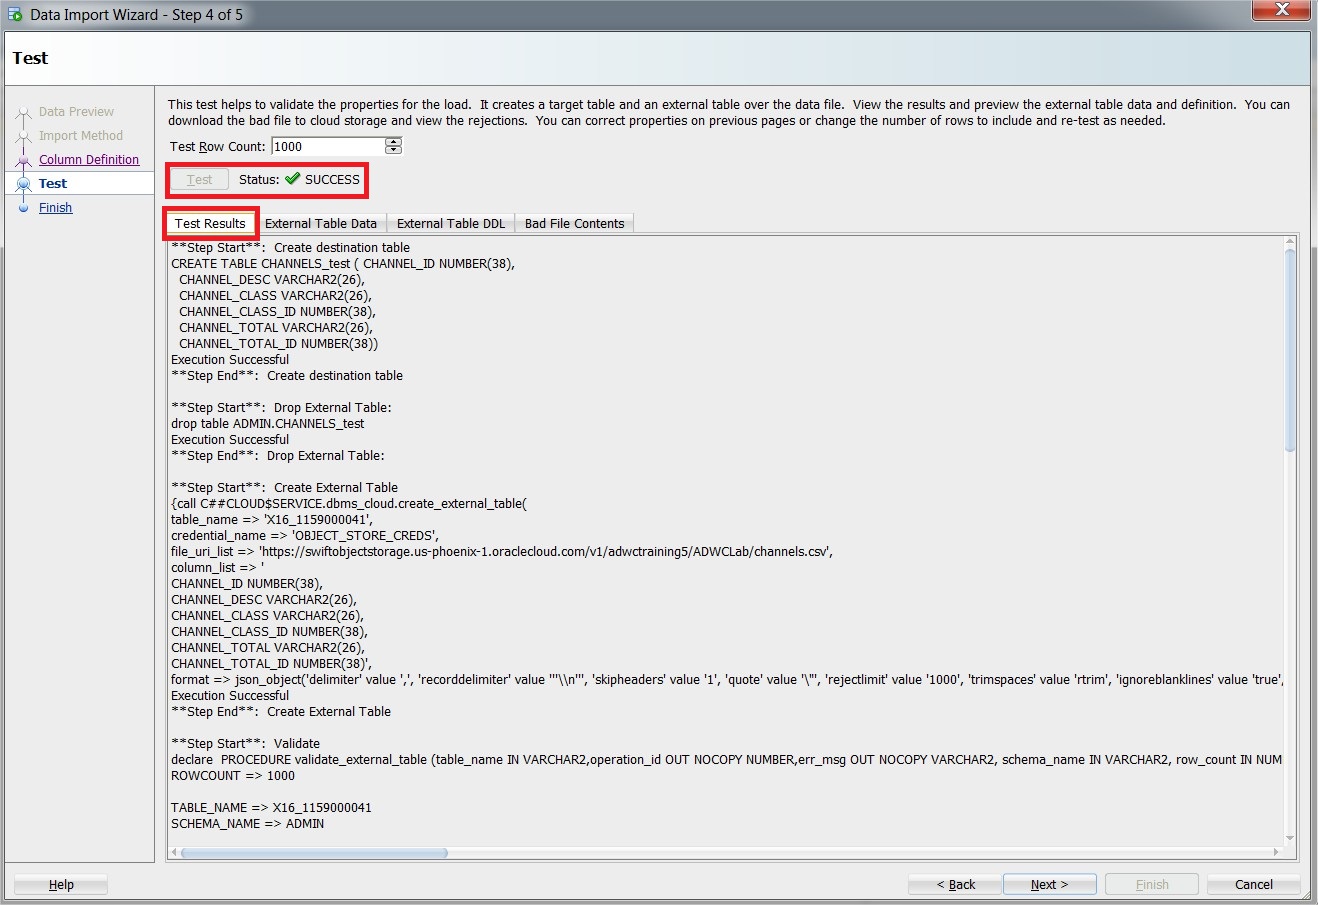 Data Import Wizard - Step 4 of 5
Test
Data Preview
Import Method
Column Definition
Test
Finish
This test helps to validate the properties for the load.  It creates a target table and an external table over the data file.  View the results and preview the external table data and definition.  You can
download the bad file to cloud storage and view the rejections.  You can correct properties on previous pages or change the number of rows to include and re-test as needed.
Test Row Count: 1000
Test Status: SUCCESS
Test Results External Table Data External Table DDL Bad File Contents
**Step Start**:  Create destination table
CREATE TABLE CHANNELS_test ( CHANNEL_ID NUMBER(38),
CHANNEL_DESC VARCHAR2(26),
CHANNEL_CLASS VARCHAR2(26),
CHANNEL_CLASS_ID NUMBER(38),
CHANNEL_TOTAL VARCHAR2(26),
CHANNEL_TOTAL_ID NUMBER(38))
Execution Successful
**Step End**:  Create destination table
**Step Start**:  Drop External Table:
drop table ADMIN.CHANNELS_test
Execution Successful
**Step End**:  Drop External Table:
**Step Start**:  Create External Table
{call C##CLOUD$SERVICE.dbms_cloud.create_external_table(
table_name => 'X16_1159000041',
credential_name => 'OBJECT_STORE_CREDS',
file_uri_list => 'https://swiftobjectstorage.us-phoenix-1.oraclecloud.com/v1/adwctraining5/ADWCLab/channels.csv',
column_list => '
CHANNEL_ID NUMBER(38),
CHANNEL_DESC VARCHAR2(26),
CHANNEL_CLASS VARCHAR2(26),
CHANNEL_CLASS_ID NUMBER(38),
CHANNEL_TOTAL VARCHAR2(26),
CHANNEL_TOTAL_ID NUMBER(38)',
format => json_object('delimiter' value ',', 'recorddelimiter' value '''\\n''', 'skipheaders' value '1', 'quote' value '\"', 'rejectlimit' value '1000', 'trimspaces' value 'rtrim', 'ignoreblanklines' value 'true',
Execution Successful
**Step End**:  Create External Table
**Step Start**:  Validate
declare  PROCEDURE validate_external_table (table_name IN VARCHAR2,operation_id OUT NOCOPY NUMBER,err_msg OUT NOCOPY VARCHAR2, schema_name IN VARCHAR2, row_count IN NUM
ROWCOUNT => 1000
TABLE_NAME => X16_1159000041
SCHEMA_NAME => ADMIN
Help < Back Next > Finish Cancel